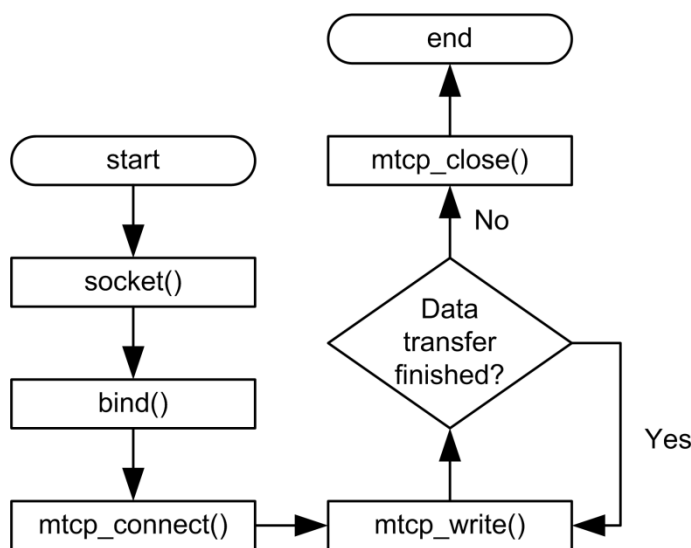 start
socket()
bind()
mtcp_connect()
mtcp_write()
Data
transfer
finished?
Yes
No
mtcp_close()
end